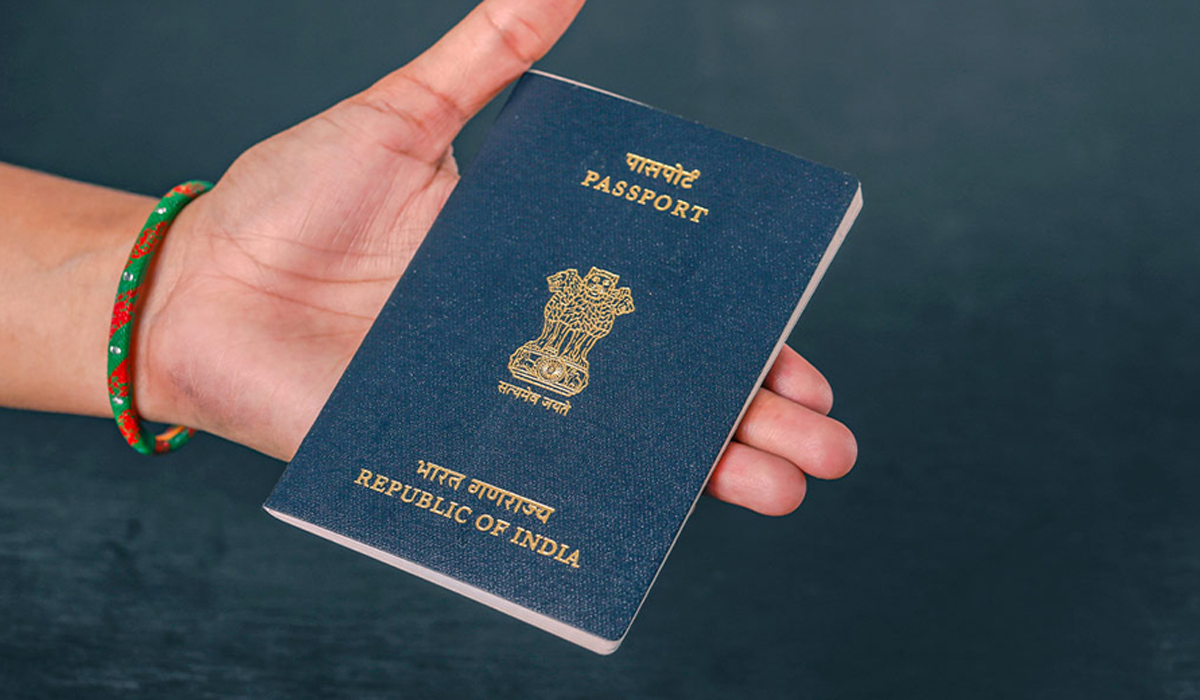 पासपोर्ट
PASSPORT
सत्यमेव जयते
भारत गणराज्य
REPUBLIC OF INDIA